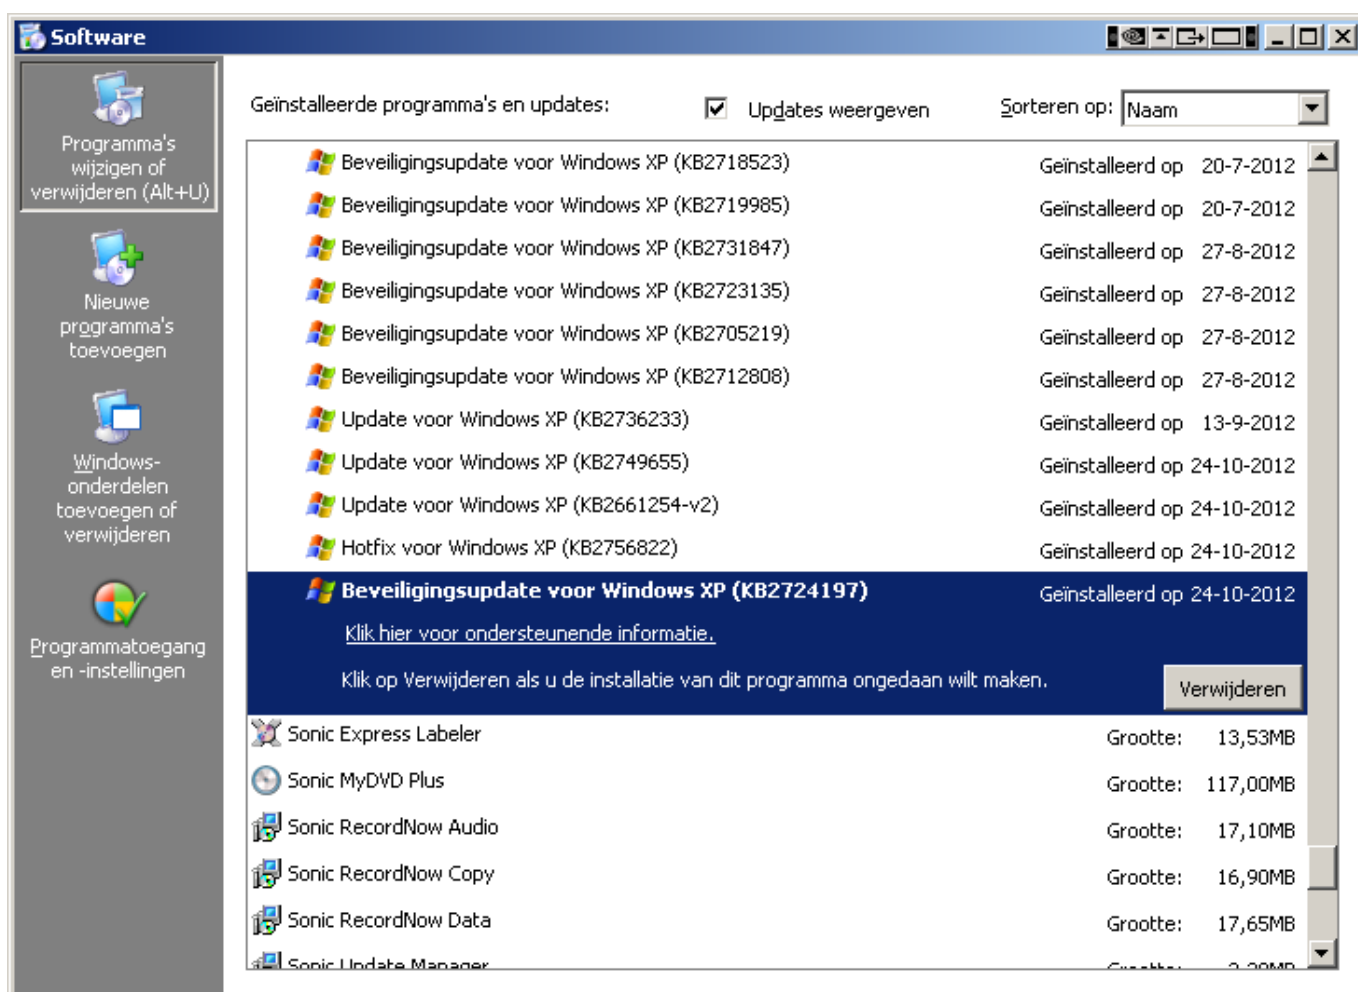 Software
Programma's
wijzigen of
verwijderen (Alt+U)
Nieuwe
programma's
toevoegen
Windows-
onderdelen
toevoegen of
verwijderen
Programmatoegang
en -instellingen
Geïnstalleerde programma's en updates: Updates weergeven Sorteren op: Naam
Beveiligingsupdate voor Windows XP (KB2718523) Geïnstalleerd op 20-7-2012
Beveiligingsupdate voor Windows XP (KB2719985) Geïnstalleerd op 20-7-2012
Beveiligingsupdate voor Windows XP (KB2731847) Geïnstalleerd op 27-8-2012
Beveiligingsupdate voor Windows XP (KB2723135) Geïnstalleerd op 27-8-2012
Beveiligingsupdate voor Windows XP (KB2705219) Geïnstalleerd op 27-8-2012
Beveiligingsupdate voor Windows XP (KB2712808) Geïnstalleerd op 27-8-2012
Update voor Windows XP (KB2736233) Geïnstalleerd op 13-9-2012
Update voor Windows XP (KB2749655) Geïnstalleerd op 24-10-2012
Update voor Windows XP (KB2661254-v2) Geïnstalleerd op 24-10-2012
Hotfix voor Windows XP (KB2756822) Geïnstalleerd op 24-10-2012
Beveiligingsupdate voor Windows XP (KB2724197) Geïnstalleerd op 24-10-2012
Klik hier voor ondersteunende informatie.
Klik op Verwijderen als u de installatie van dit programma ongedaan wilt maken. Verwijderen
Sonic Express Labeler Grootte: 13,53MB
Sonic MyDVD Plus Grootte: 117,00MB
Sonic RecordNow Audio Grootte: 17,10MB
Sonic RecordNow Copy Grootte: 16,90MB
Sonic RecordNow Data Grootte: 17,65MB
Sonic Update Manager Grootte: